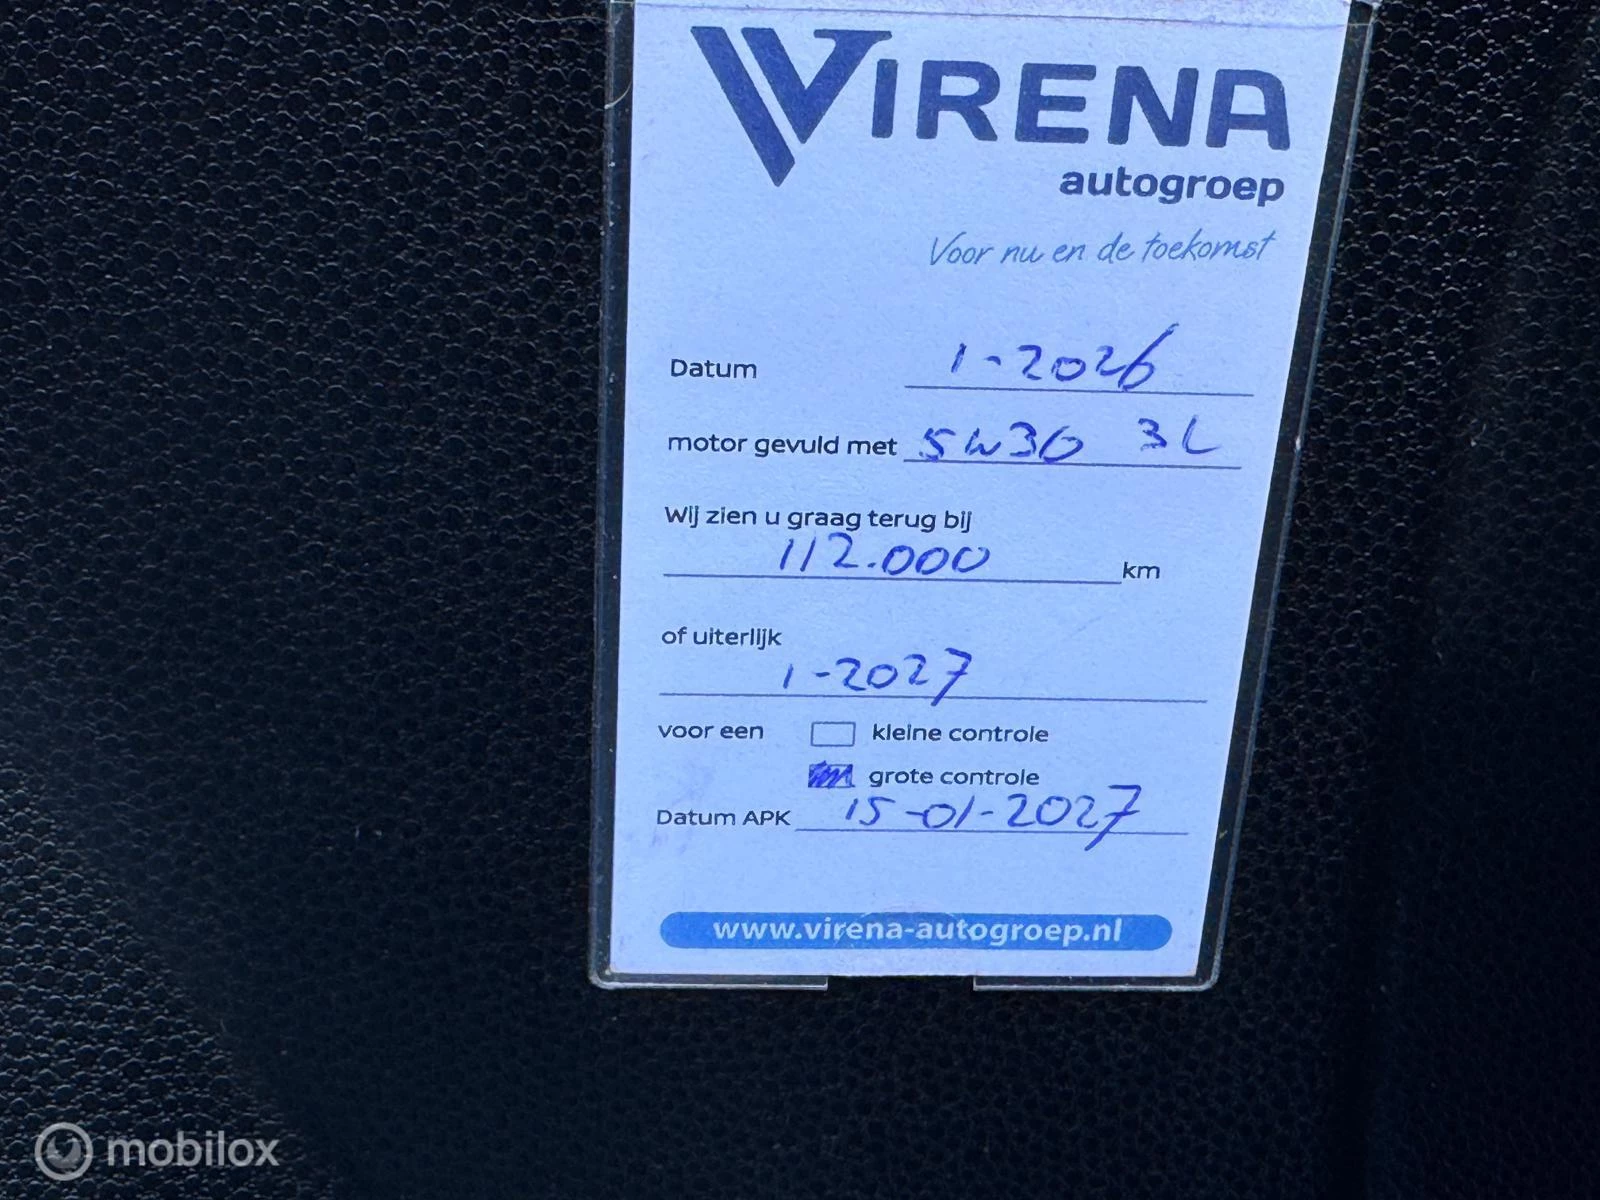 VIRENA
autogroep
Voor nu en de toekomst
Datum 1-2026
motor gevuld met 5W30 3L
Wij zien u graag terug bij
112.000 km
of uiterlijk
1-2027
voor een kleine controle
grote controle
Datum APK 15-01-2027
www.virena-autogroep.nl
mobilox